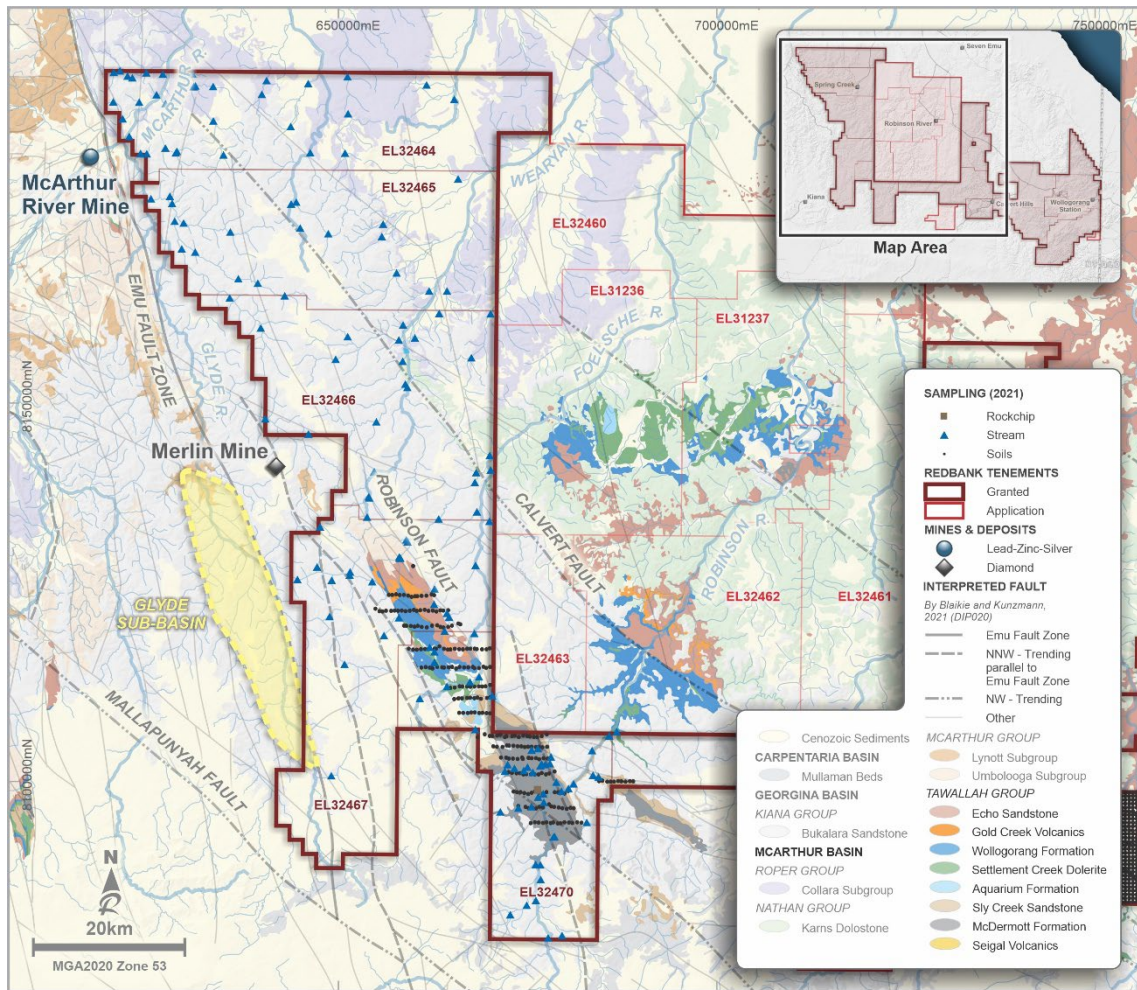 650000mE
700000mE
750000mE
8150000mN
8100000mN
McArthur
River Mine
MCARTHUR R.
EL32464
EL32465
WEARYAN R.
EL32460
EL31236
EL31237
FOELSCHE R.
EMU FAULT ZONE
GLYDE R.
EL32466
Merlin Mine
ROBINSON FAULT
CALVERT FAULT
ROBINSON R.
EL32462
EL32461
GLYDE
SUB-BASIN
EL32463
MALLAPUNYAH FAULT
EL32467
EL32470
N
20km
MGA2020 Zone 53
Seven Emu
Spring Creek
Robinson River
Kiana
Wollogorang
Station
Map Area
SAMPLING (2021)
Rockchip
Stream
Soils
REDBANK TENEMENTS
Granted
Application
MINES & DEPOSITS
Lead-Zinc-Silver
Diamond
INTERPRETED FAULT
By Blaikie and Kunzmann,
2021 (DIP020)
Emu Fault Zone
NNW - Trending
parallel to
Emu Fault Zone
NW - Trending
Other
Cenozoic Sediments
CARPENTARIA BASIN
Mullaman Beds
GEORGINA BASIN
KIANA GROUP
Bukalara Sandstone
MCARTHUR BASIN
ROPER GROUP
Collara Subgroup
NATHAN GROUP
Karns Dolostone
MCARTHUR GROUP
Lynott Subgroup
Umbolooga Subgroup
TAWALLAH GROUP
Echo Sandstone
Gold Creek Volcanics
Wollogorang Formation
Settlement Creek Dolerite
Aquarium Formation
Sly Creek Sandstone
McDermott Formation
Seigal Volcanics